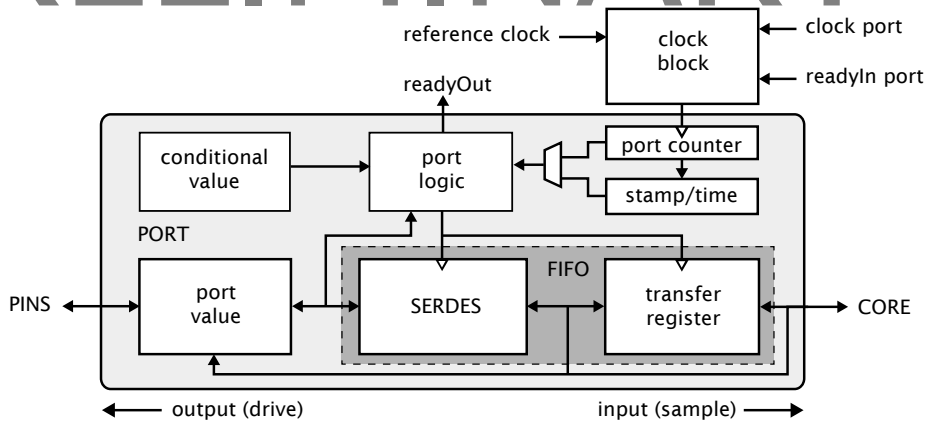 reference clock
clock
block
clock port
readyIn port
readyOut
conditional
value
port
logic
port counter
stamp/time
PORT
FIFO
PINS
port
value
SERDES
transfer
register
CORE
output (drive)
input (sample)